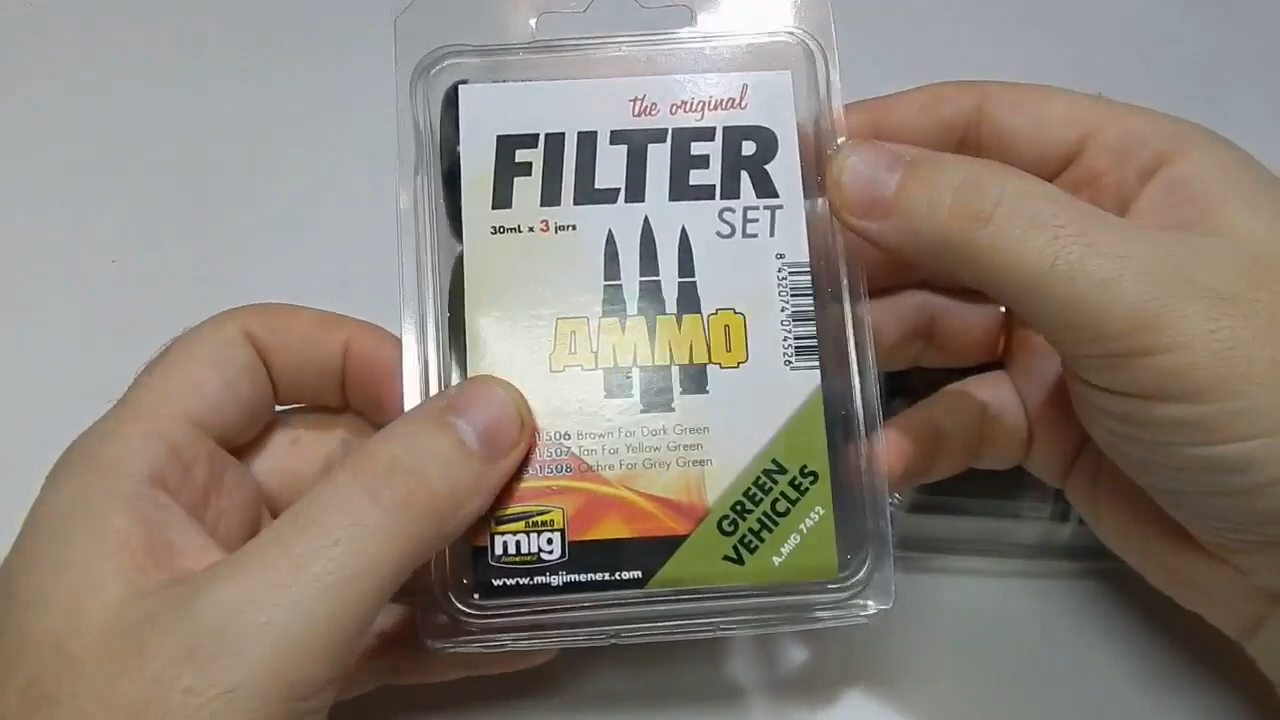 the original
FILTER
SET
30mL x 3 jars
8 432074 074526
AMMO
1506 Brown For Dark Green
-1507 Tan For Yellow Green
-1508 Ochre For Grey Green
GREEN
VEHICLES
A.MIG 7452
AMMO
mig
Jimenez
www.migjimenez.com